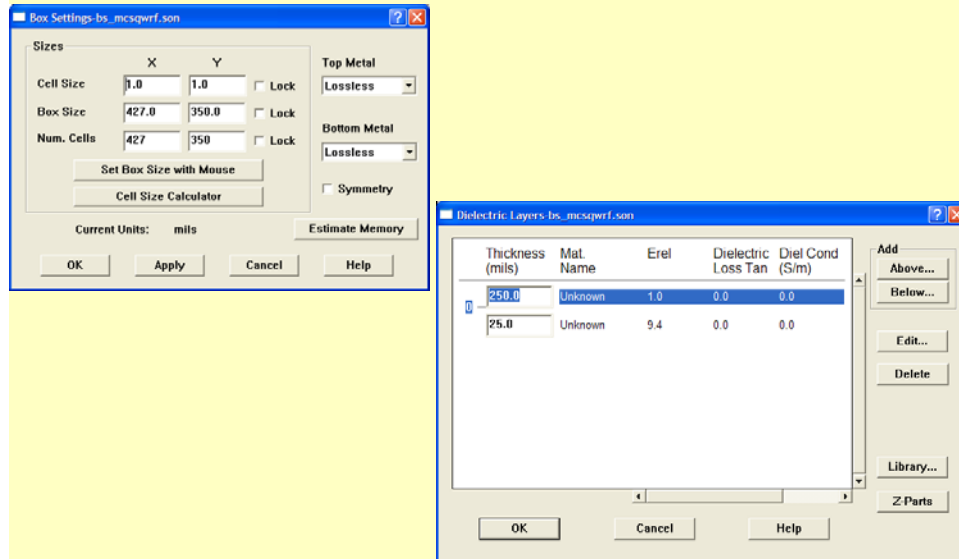 Box Settings-bs_mcsqwrf.son
Sizes
X Y
Cell Size 1.0 1.0 Lock
Box Size 427.0 350.0 Lock
Num. Cells 427 350 Lock
Set Box Size with Mouse
Cell Size Calculator
Top Metal
Lossless
Bottom Metal
Lossless
Symmetry
Current Units: mils
Estimate Memory
OK Apply Cancel Help
Dielectric Layers-bs_mcsqwrf.son
Thickness (mils) Mat. Name Erel Dielectric Loss Tan Diel Cond (S/m)
250.0 Unknown 1.0 0.0 0.0
0
25.0 Unknown 9.4 0.0 0.0
Add
Above...
Below...
Edit...
Delete
Library...
Z-Parts
OK Cancel Help